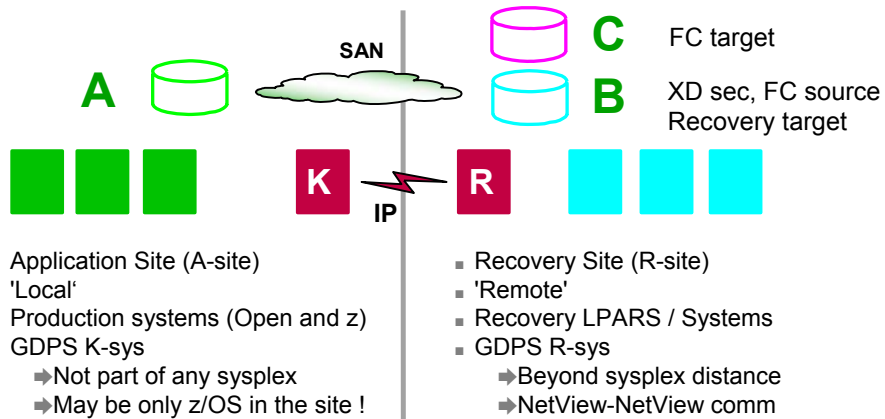 SAN
C
FC target
A
B
XD sec, FC source
Recovery target
K
R
IP
Application Site (A-site)
'Local‘
Production systems (Open and z)
GDPS K-sys
➔Not part of any sysplex
➔May be only z/OS in the site !
▪ Recovery Site (R-site)
▪ 'Remote'
▪ Recovery LPARS / Systems
▪ GDPS R-sys
➔Beyond sysplex distance
➔NetView-NetView comm